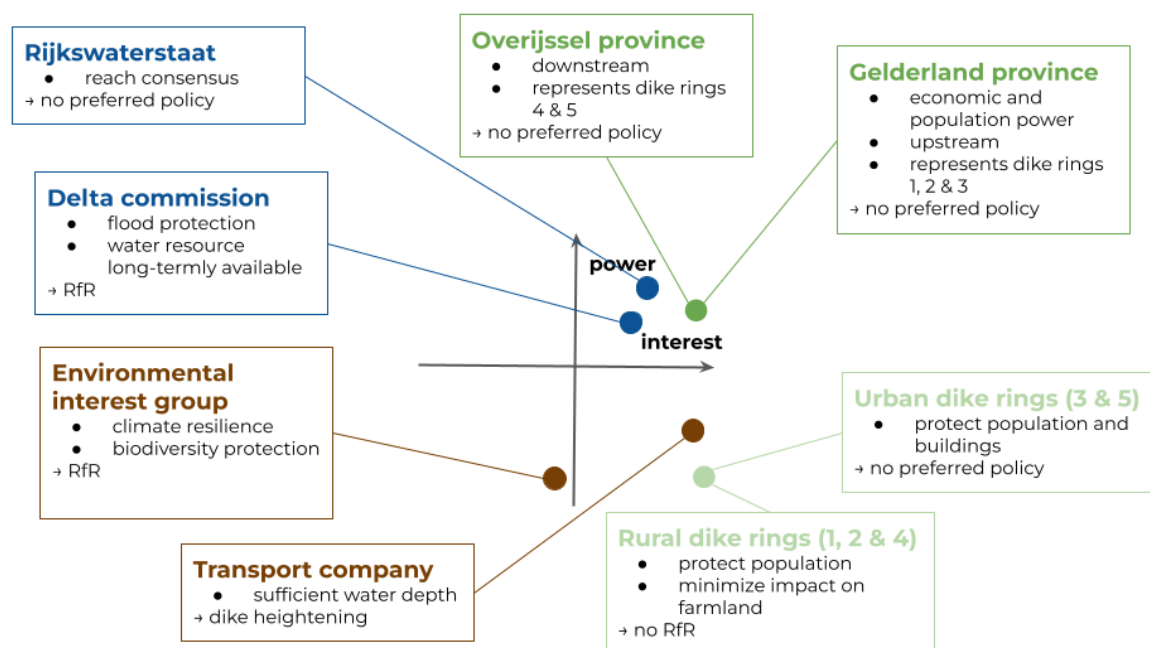 Rijkswaterstaat
● reach consensus
→ no preferred policy
Overijssel province
● downstream
● represents dike rings
4 & 5
→ no preferred policy
Gelderland province
● economic and
population power
● upstream
● represents dike rings
1, 2 & 3
→ no preferred policy
Delta commission
● flood protection
● water resource
long-termly available
→ RfR
power
interest
Environmental
interest group
● climate resilience
● biodiversity protection
→ RfR
Urban dike rings (3 & 5)
● protect population and
buildings
→ no preferred policy
Transport company
● sufficient water depth
→ dike heightening
Rural dike rings (1, 2 & 4)
● protect population
● minimize impact on
farmland
→ no RfR